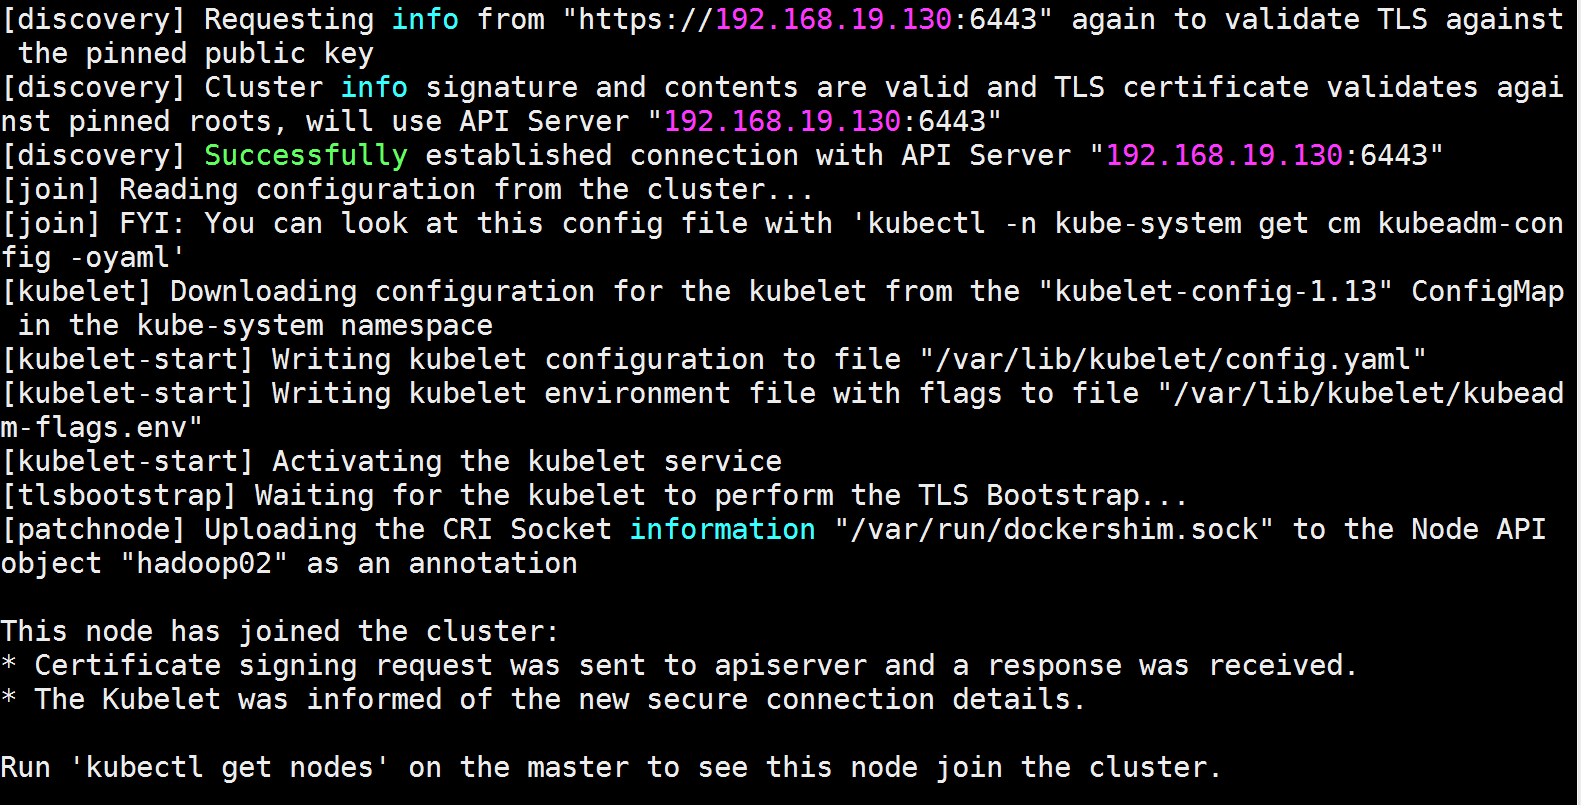 [discovery] Requesting info from "https://192.168.19.130:6443" again to validate TLS against
 the pinned public key
[discovery] Cluster info signature and contents are valid and TLS certificate validates agai
nst pinned roots, will use API Server "192.168.19.130:6443"
[discovery] Successfully established connection with API Server "192.168.19.130:6443"
[join] Reading configuration from the cluster...
[join] FYI: You can look at this config file with 'kubectl -n kube-system get cm kubeadm-con
fig -oyaml'
[kubelet] Downloading configuration for the kubelet from the "kubelet-config-1.13" ConfigMap
 in the kube-system namespace
[kubelet-start] Writing kubelet configuration to file "/var/lib/kubelet/config.yaml"
[kubelet-start] Writing kubelet environment file with flags to file "/var/lib/kubelet/kubead
m-flags.env"
[kubelet-start] Activating the kubelet service
[tlsbootstrap] Waiting for the kubelet to perform the TLS Bootstrap...
[patchnode] Uploading the CRI Socket information "/var/run/dockershim.sock" to the Node API
object "hadoop02" as an annotation

This node has joined the cluster:
* Certificate signing request was sent to apiserver and a response was received.
* The Kubelet was informed of the new secure connection details.

Run 'kubectl get nodes' on the master to see this node join the cluster.